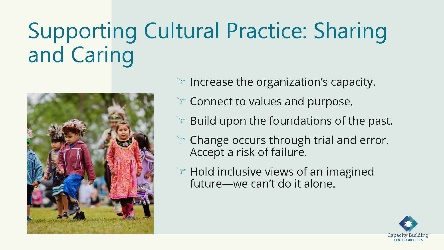 Supporting Cultural Practice: Sharing
and Caring
Increase the organization's capacity.
Connect to values and purpose.
Build upon the foundations of the past.
Change occurs through trial and error.
Accept a risk of failure.
Hold inclusive views of an imagined
future—we can't do it alone.
Capacity Building